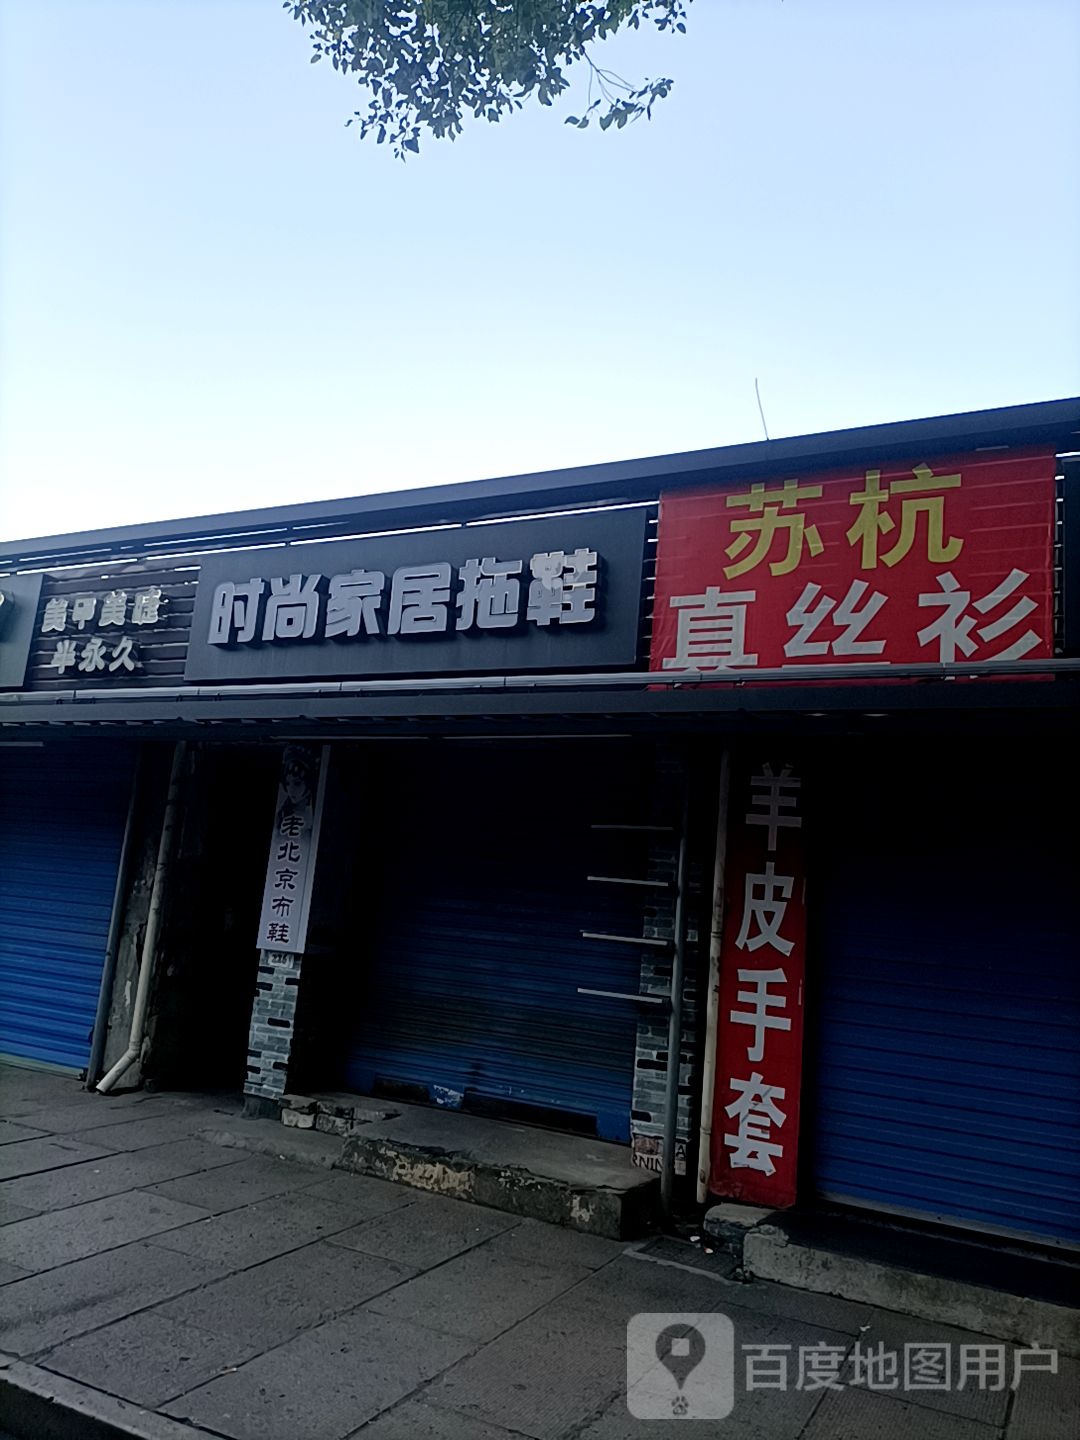 美甲美睫
半永久
时尚家居拖鞋
苏杭
真丝衫
老北京布鞋
羊皮手套
百度地图用户